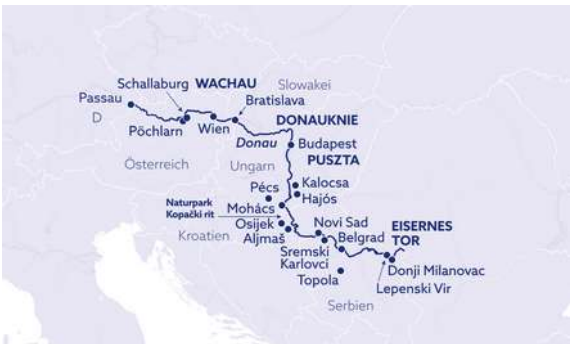 Schallaburg WACHAU
Slowakei
Passau
Bratislava
D
DONAUKNIE
Pöchlarn
Wien
Donau
Budapest
PUSZTA
Österreich
Ungarn
Kalocsa
Pécs
Hajós
Naturpark
Kopački rit
Mohács
Novi Sad
EISERNES
TOR
Osijek
Kroatien
Aljmaš
Belgrad
Sremski
Karlovci
Donji Milanovac
Topola
Lepenski Vir
Serbien